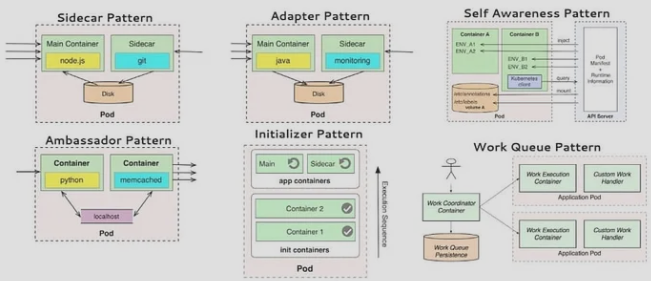 Sidecar Pattern
Main Container
Sidecar
node.js
git
Disk
Pod
Adapter Pattern
Main Container
Sidecar
java
monitoring
Disk
Pod
Self Awareness Pattern
Container A
Container B
ENV_A1
ENV_A2
ENV_B1
ENV_B2
Kubernetes
client
inject
query
mount
Pod
Manifest
+
Runtime
Information
/etc/labels
volume A
Pod
API Server
Ambassador Pattern
Container
Container
python
memcached
localhost
Pod
Initializer Pattern
Main
Sidecar
app containers
Container 2
Container 1
init containers
Pod
Execution Sequence
Work Queue Pattern
Work Coordinator
Container
Work Queue
Persistence
Work Execution
Container
Custom Work
Handler
Application Pod
Work Execution
Container
Custom Work
Handler
Application Pod